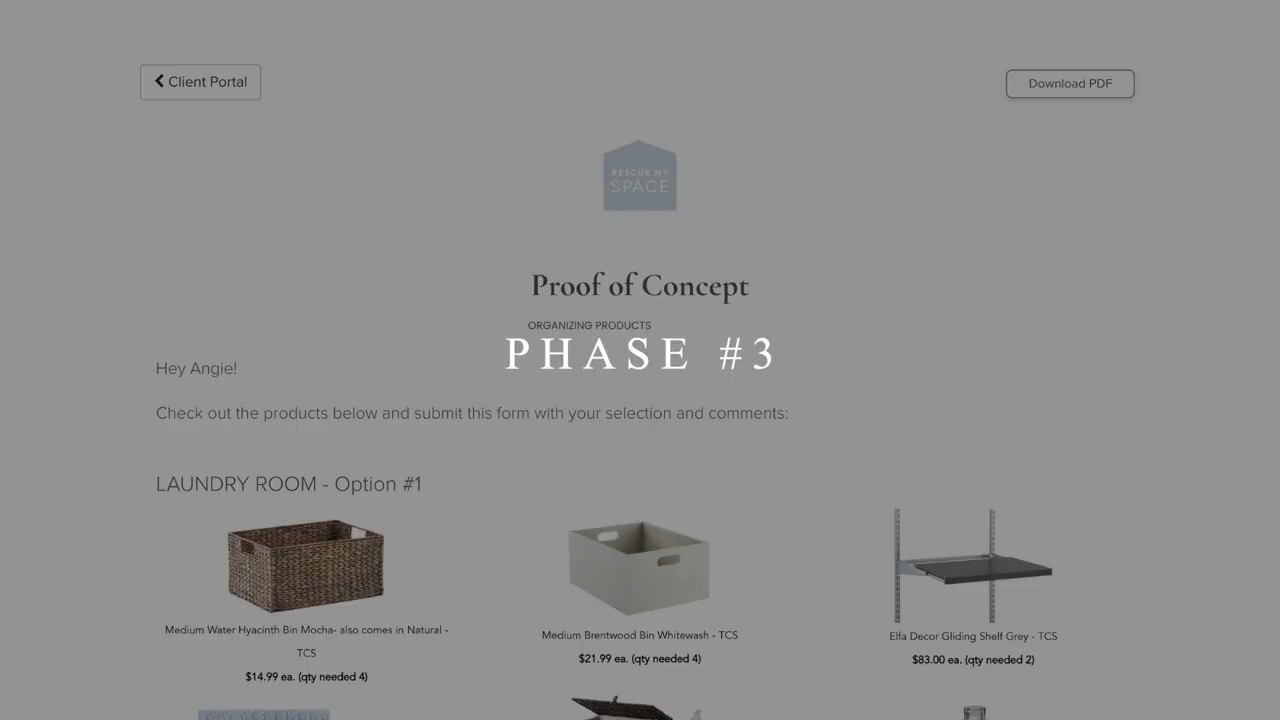 Client Portal
Download PDF
RESCUE MY
SPACE
Proof of Concept
ORGANIZING PRODUCTS
PHASE #3
Hey Angie!
Check out the products below and submit this form with your selection and comments:
LAUNDRY ROOM - Option #1
Medium Water Hyacinth Bin Mocha- also comes in Natural -
TCS
$14.99 ea. (qty needed 4)
Medium Brentwood Bin Whitewash - TCS
$21.99 ea. (qty needed 4)
Elfa Decor Gliding Shelf Grey - TCS
$83.00 ea. (qty needed 2)